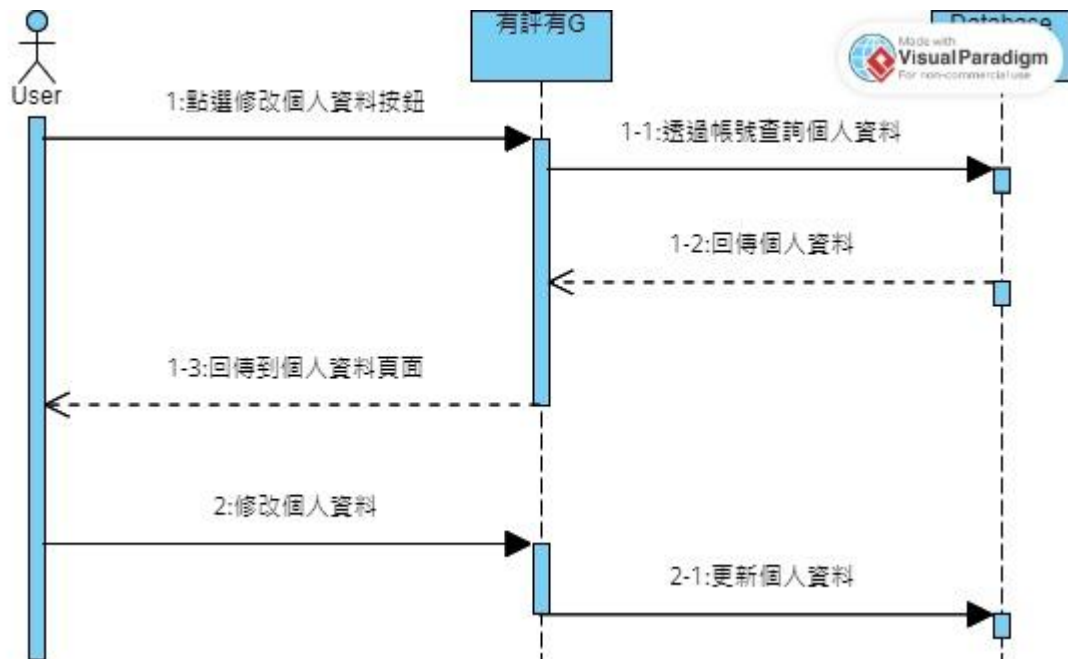 有評有G
Database
Made with
Visual Paradigm
For non-commercial use
User
1:點選修改個人資料按鈕
1-1:透過帳號查詢個人資料
1-2:回傳個人資料
1-3:回傳到個人資料頁面
2:修改個人資料
2-1:更新個人資料